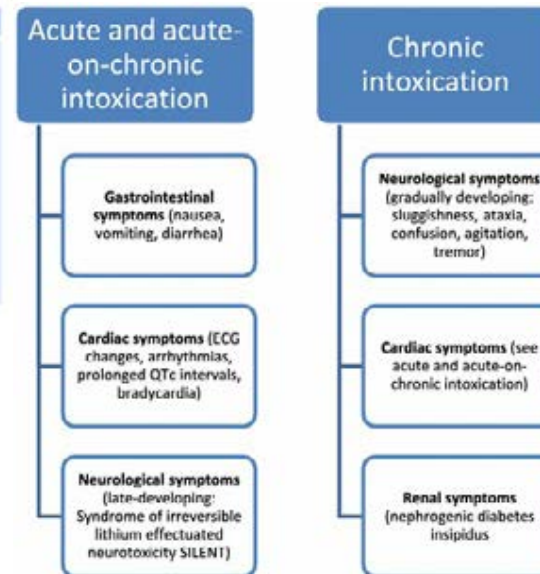 Acute and acute-
on-chronic
intoxication
Gastrointestinal
symptoms (nausea,
vomiting, diarrhea)
Cardiac symptoms (ECG
changes, arrhythmias,
prolonged QTc intervals,
bradycardia)
Neurological symptoms
(late-developing:
Syndrome of irreversible
lithium effectuated
neurotoxicity SILENT)
Chronic
intoxication
Neurological symptoms
(gradually developing:
sluggishness, ataxia,
confusion, agitation,
tremor)
Cardiac symptoms (see
acute and acute-on-
chronic intoxication)
Renal symptoms
(nephrogenic diabetes
insipidus